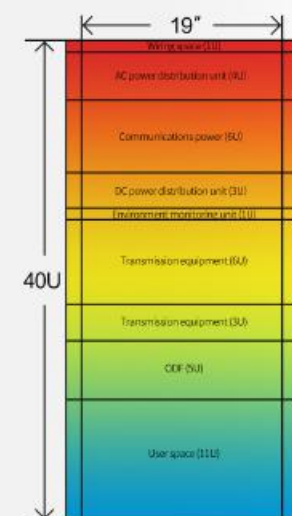 19"
Wiring space (1U)
AC power distribution unit (4U)
Communications power (6U)
DC power distribution unit (3U)
Environment monitoring unit (1U)
Transmission equipment (6U)
40U
Transmission equipment (3U)
ODF (5U)
User space (11U)